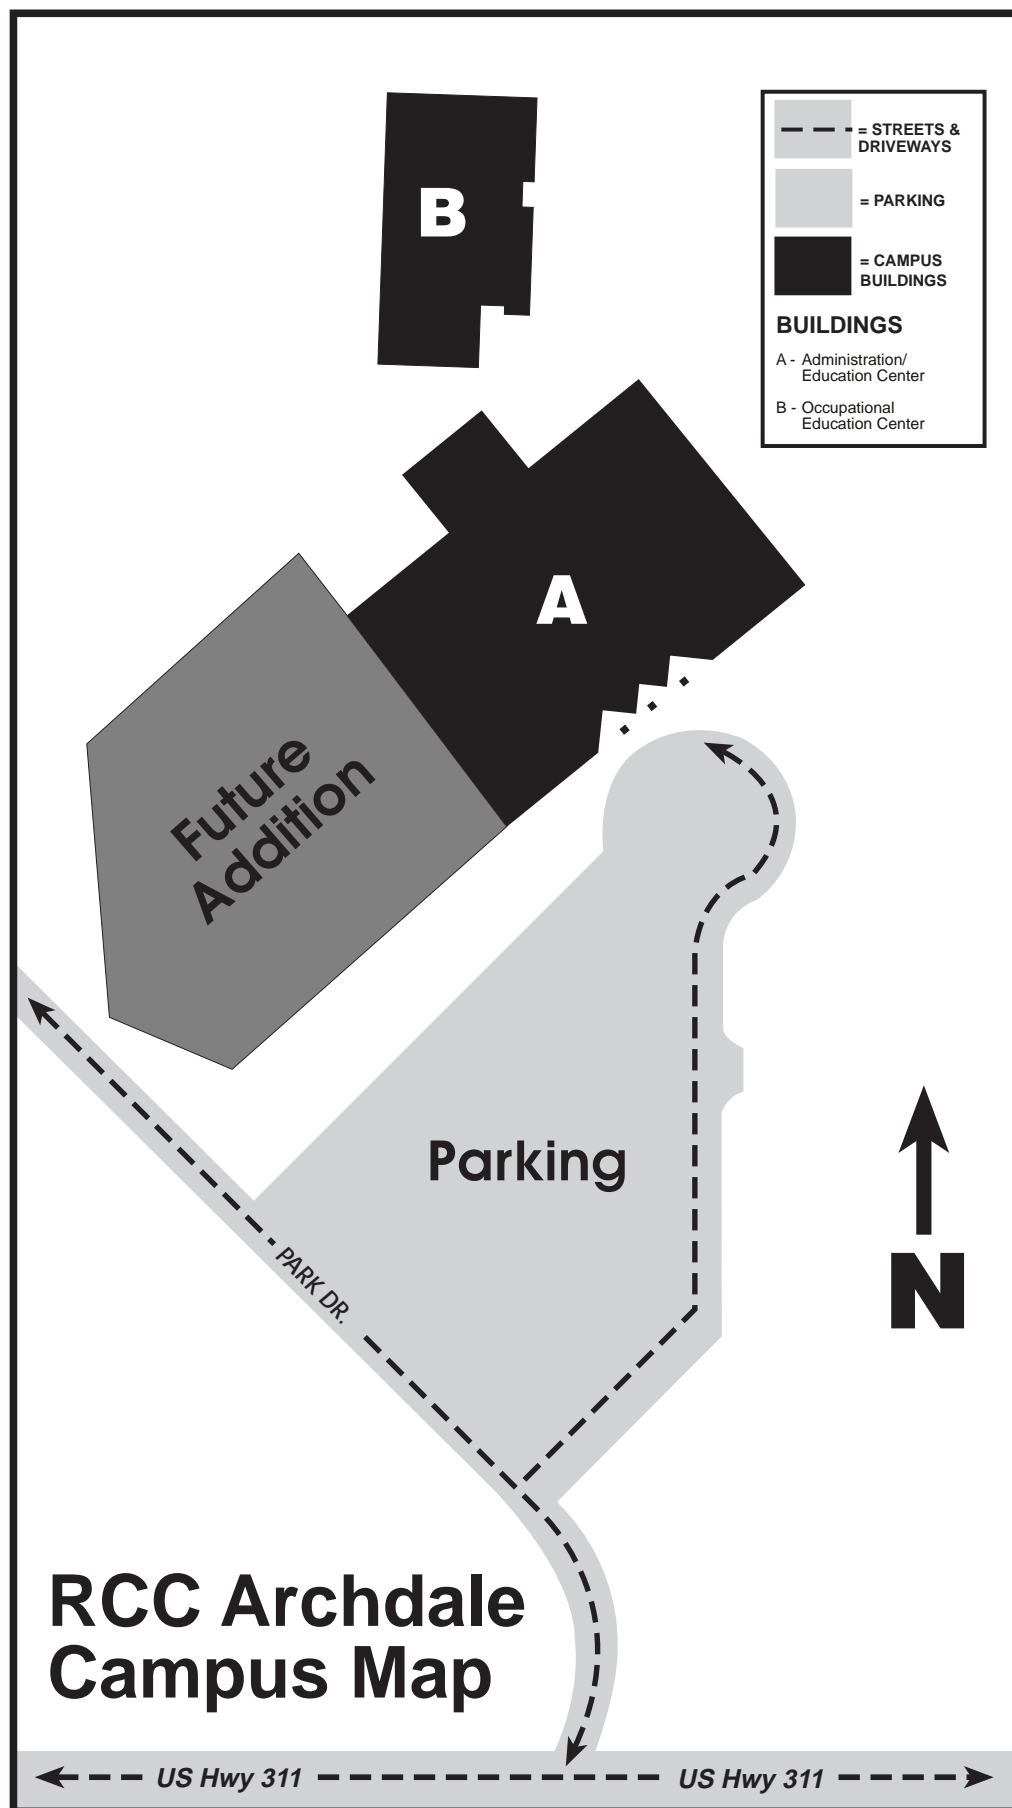 B
= STREETS &
DRIVEWAYS
= PARKING
= CAMPUS
BUILDINGS
BUILDINGS
A - Administration/
Education Center
B - Occupational
Education Center
A
Future
Addition
Parking
PARK DR.
N
RCC Archdale
Campus Map
US Hwy 311
US Hwy 311